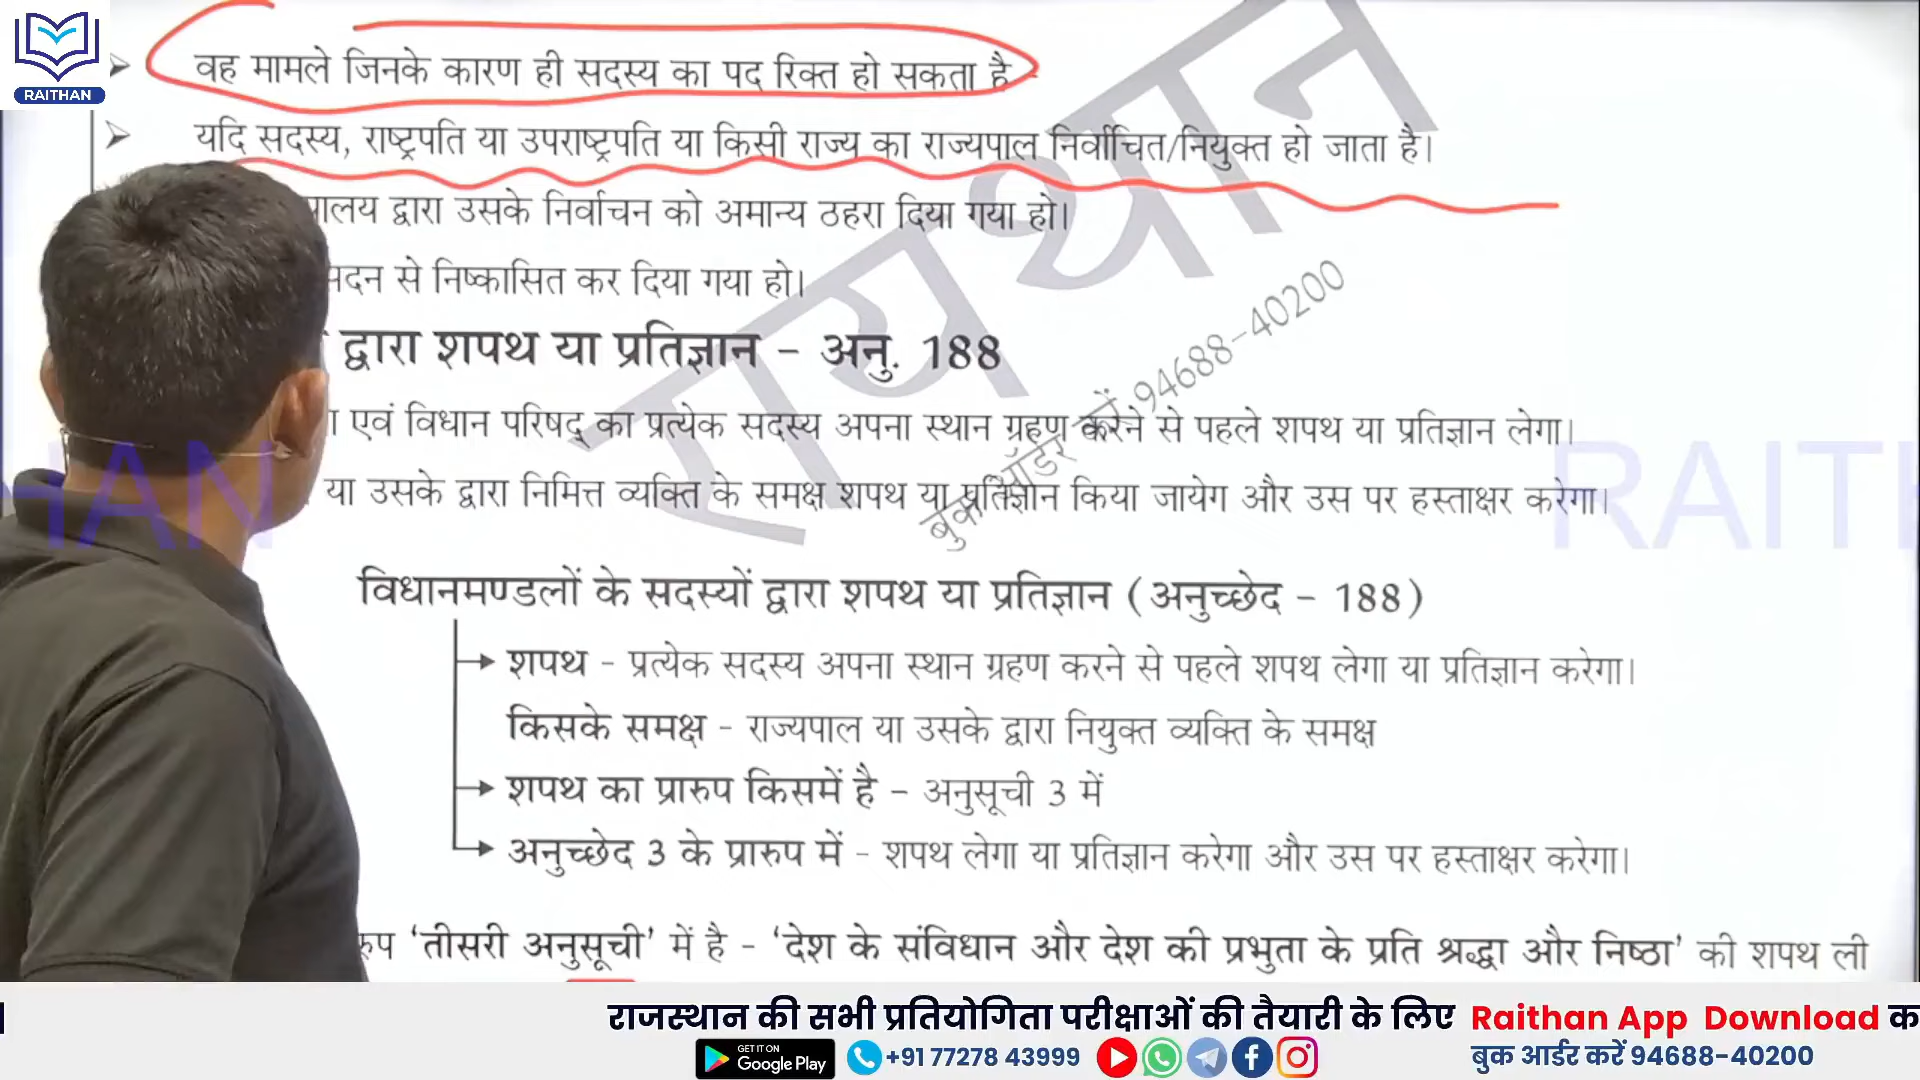 RAITHAN
वह मामले जिनके कारण ही सदस्य का पद रिक्त हो सकता है
यदि सदस्य, राष्ट्रपति या उपराष्ट्रपति या किसी राज्य का राज्यपाल निर्वाचित/नियुक्त हो जाता है।
द्वारा उसके निर्वाचन को अमान्य ठहरा दिया गया हो।
से निष्कासित कर दिया गया हो।
द्वारा शपथ या प्रतिज्ञान - अनु. 188
एवं विधान परिषद् का प्रत्येक सदस्य अपना स्थान ग्रहण करेने से पहले शपथ या प्रतिज्ञान लेगा।
या उसके द्वारा निमित्त व्यक्ति के समक्ष शपथ या प्रतिज्ञान किया जायेग और उस पर हस्ताक्षर करेगा।
रायथान
बुक ऑर्डर करें 94688-40200
HAN
RAITH
विधानमण्डलों के सदस्यों द्वारा शपथ या प्रतिज्ञान (अनुच्छेद - 188)
शपथ - प्रत्येक सदस्य अपना स्थान ग्रहण करने से पहले शपथ लेगा या प्रतिज्ञान करेगा।
किसके समक्ष - राज्यपाल या उसके द्वारा नियुक्त व्यक्ति के समक्ष
शपथ का प्रारुप किसमें है - अनुसूची 3 में
अनुच्छेद 3 के प्रारुप में - शपथ लेगा या प्रतिज्ञान करेगा और उस पर हस्ताक्षर करेगा।
'तीसरी अनुसूची' में है - 'देश के संविधान और देश की प्रभुता के प्रति श्रद्धा और निष्ठा' की शपथ ली
राजस्थान की सभी प्रतियोगिता परीक्षाओं की तैयारी के लिए Raithan App Download क
GET IT ON
Google Play
+91 77278 43999
बुक आर्डर करें 94688-40200